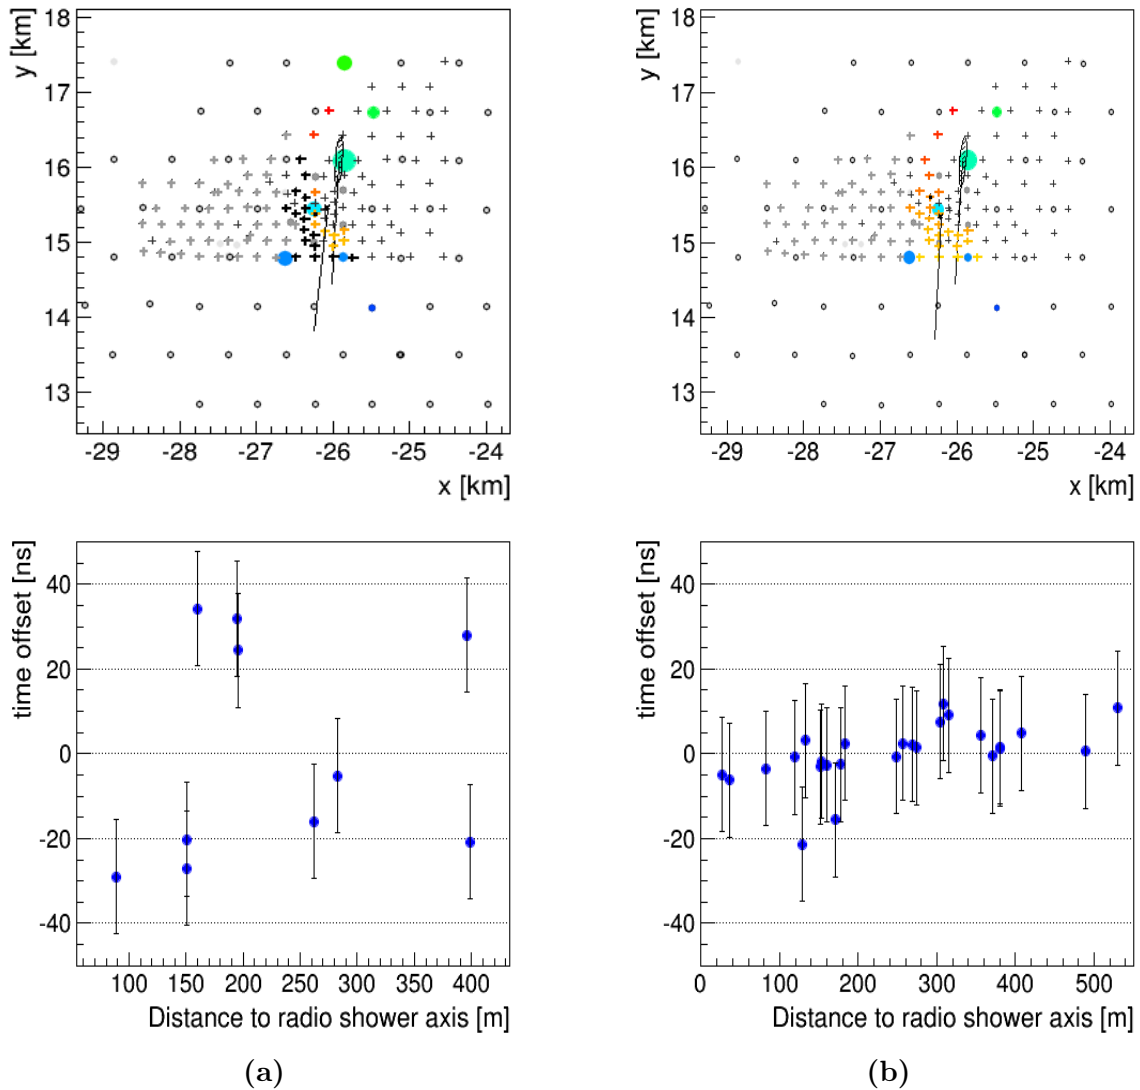 y [km]
18
17
16
15
14
13
-29 -28 -27 -26 -25 -24
x [km]
y [km]
18
17
16
15
14
13
-29 -28 -27 -26 -25 -24
x [km]
time offset [ns]
40
20
0
-20
-40
100 150 200 250 300 350 400
Distance to radio shower axis [m]
time offset [ns]
40
20
0
-20
-40
0 100 200 300 400 500
Distance to radio shower axis [m]
(a)
(b)